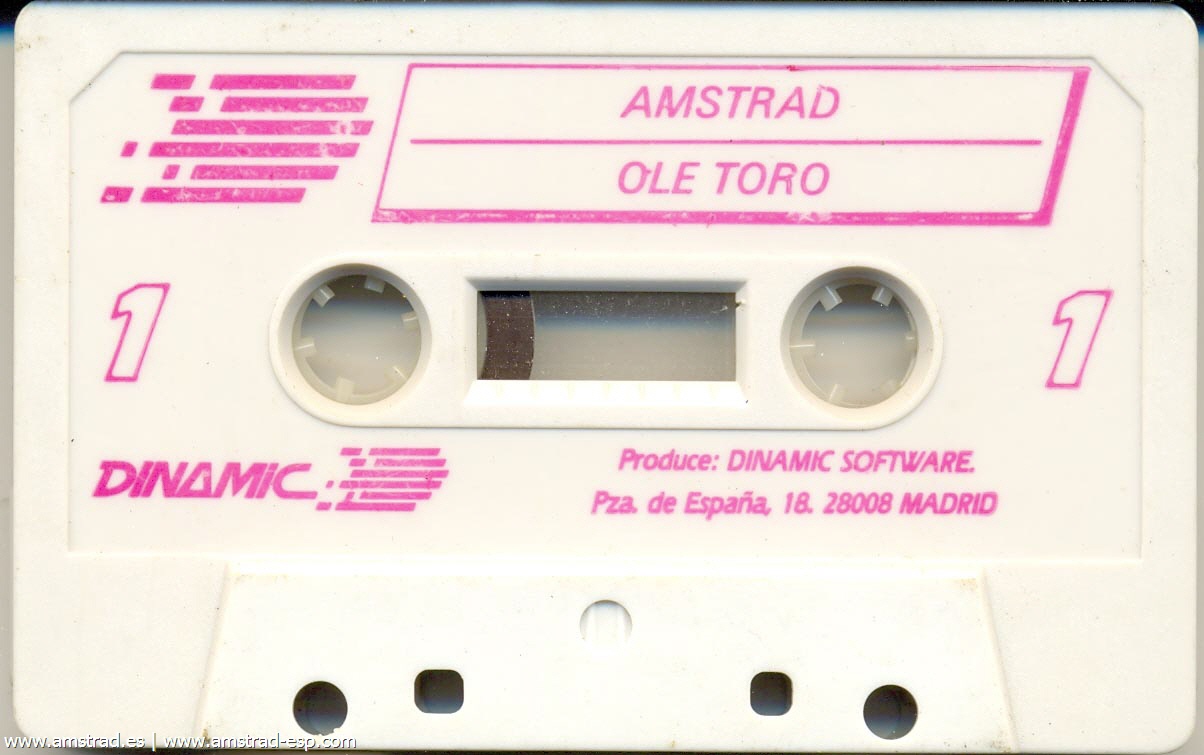 AMSTRAD
OLE TORO
1 1
DINAMIC
Produce: DINAMIC SOFTWARE.
Pza. de España, 18. 28008 MADRID
www.amstrad.es | www.amstrad-esp.com